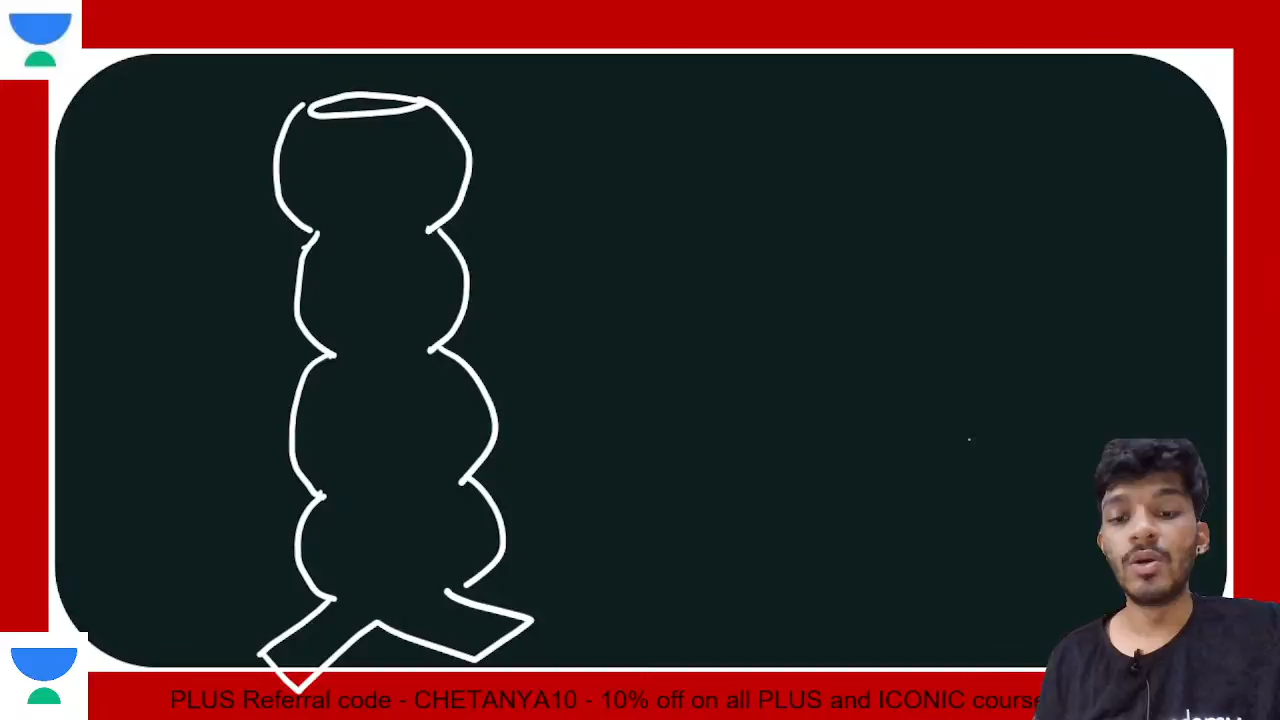 PLUS Referral code - CHETANYA10 - 10% off on all PLUS and ICONIC course